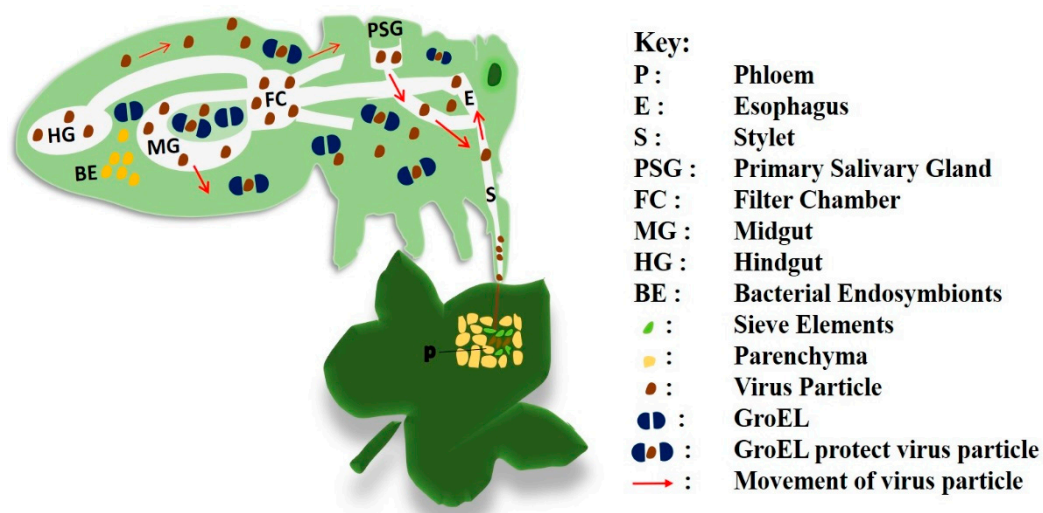 PSG
FC
E
HG
MG
BE
S
p
Key:
P : Phloem
E : Esophagus
S : Stylet
PSG : Primary Salivary Gland
FC : Filter Chamber
MG : Midgut
HG : Hindgut
BE : Bacterial Endosymbionts
: Sieve Elements
: Parenchyma
: Virus Particle
: GroEL
: GroEL protect virus particle
: Movement of virus particle